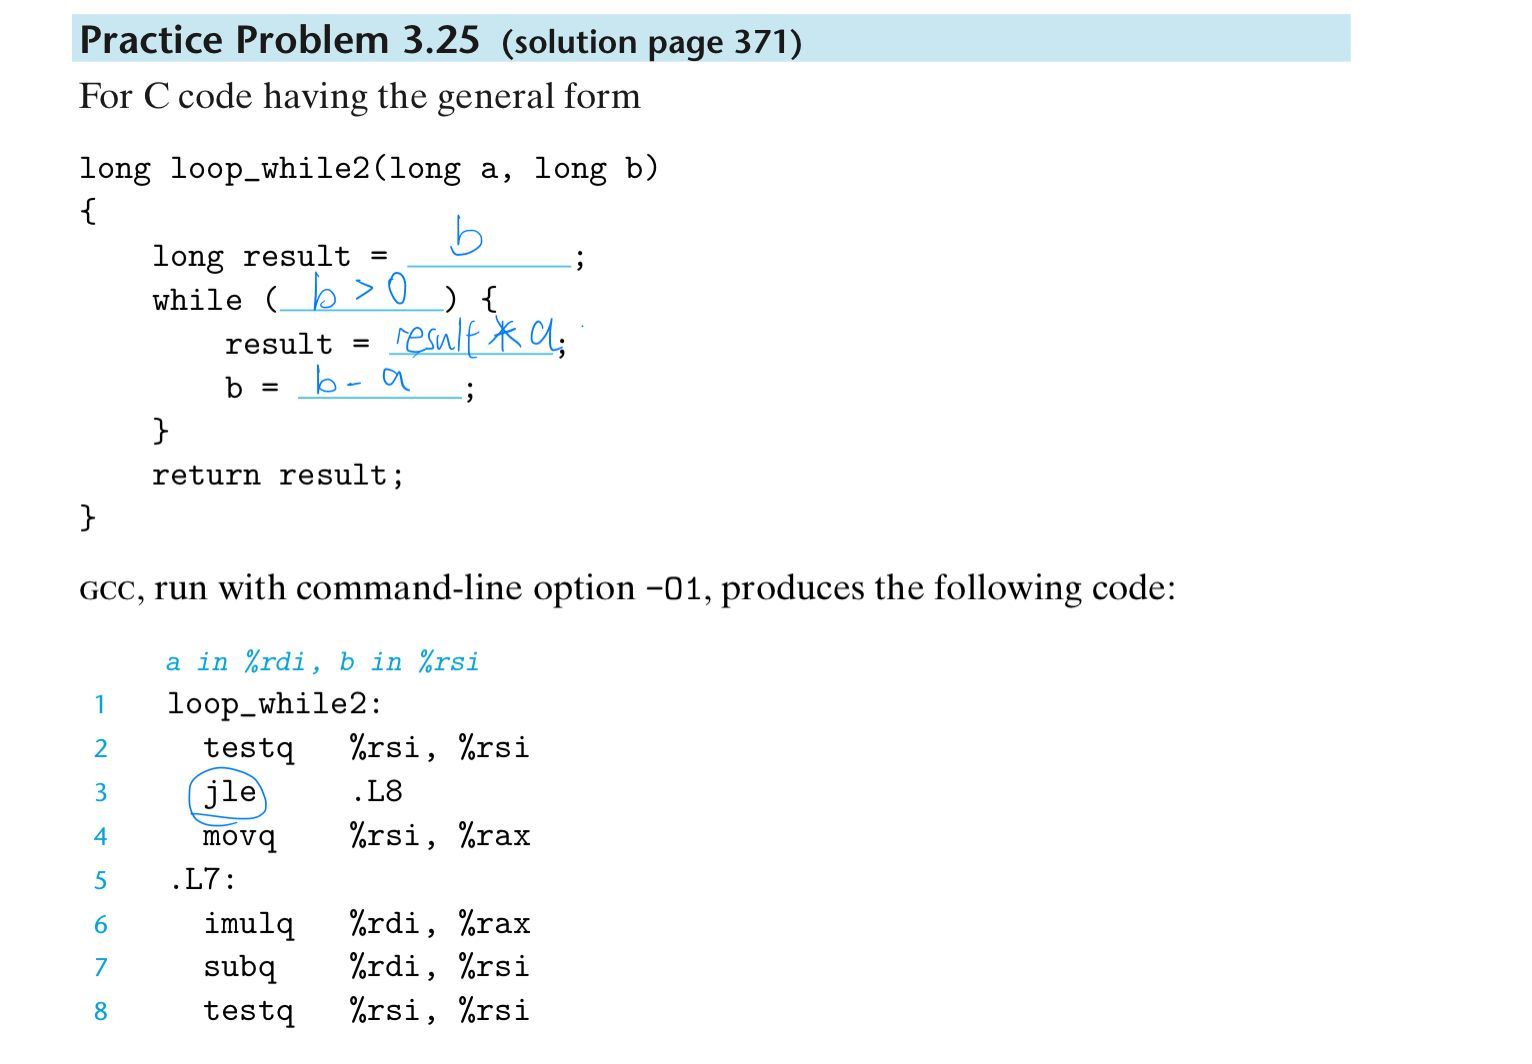 Practice Problem 3.25 (solution page 371)
For C code having the general form
long loop_while2(long a, long b)
{
long result = b ;
while ( b > 0 ) {
result = result * a;
b = b - a ;
}
return result;
}
GCC, run with command-line option -O1, produces the following code:
a in %rdi, b in %rsi
1 loop_while2:
2 testq %rsi, %rsi
3 jle .L8
4 movq %rsi, %rax
5 .L7:
6 imulq %rdi, %rax
7 subq %rdi, %rsi
8 testq %rsi, %rsi